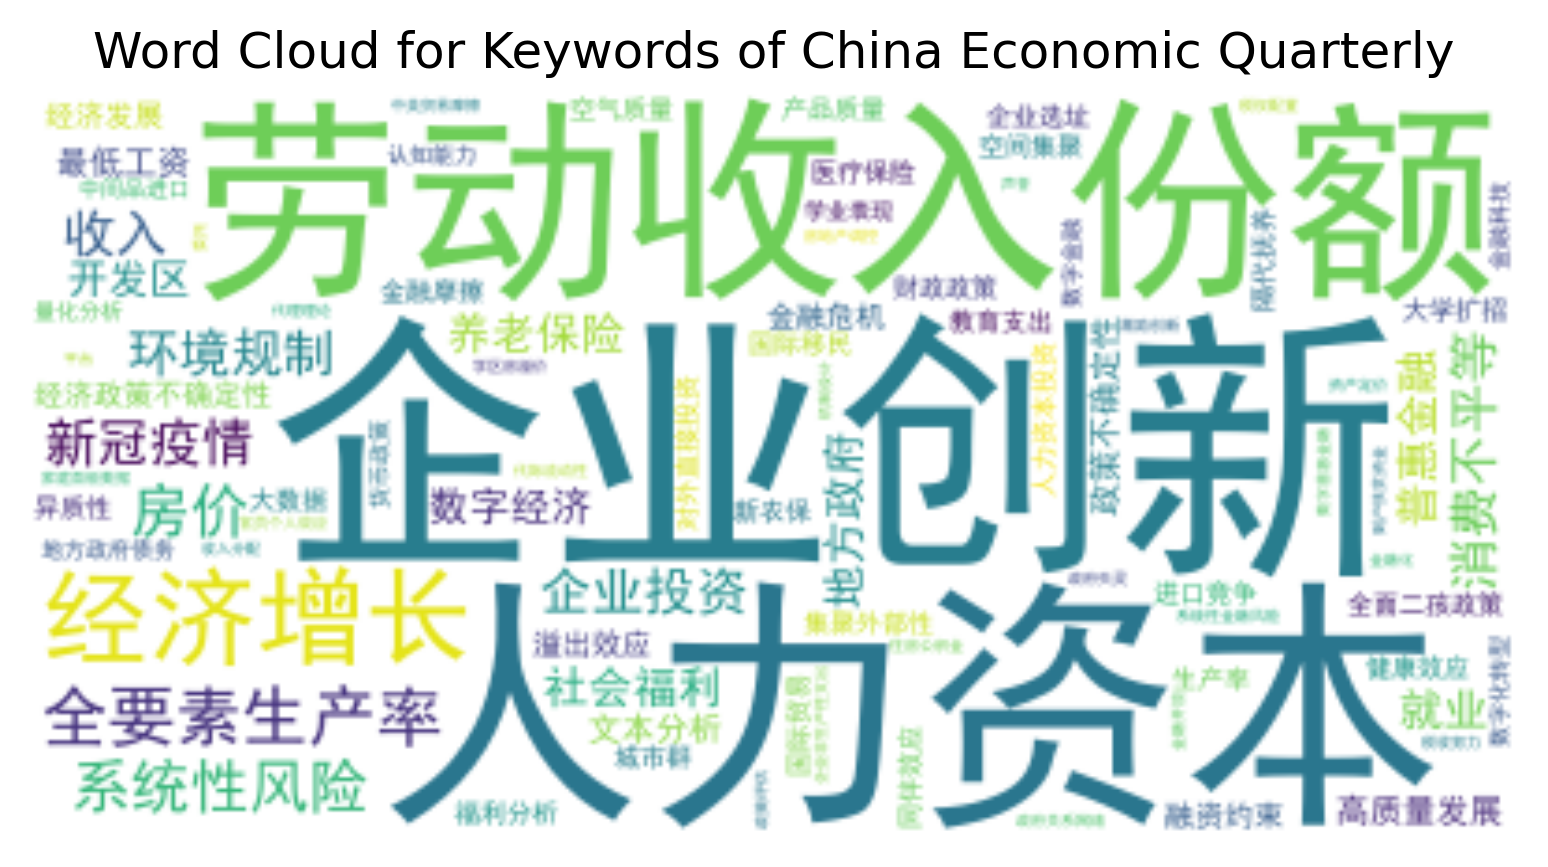 Word Cloud for Keywords of China Economic Quarterly
劳动收入份额
企业创新
人力资本
经济增长
全要素生产率
系统性风险
经济发展
最低工资
中间品进口
收入
开发区
量化分析
环境规制
经济政策不确定性
新冠疫情
异质性
房价
大数据
地方政府债务
收入分配
空气质量
产品质量
认知能力
医疗保险
学业表现
企业选址
空间集聚
数字金融
隔代抚养
金融科技
金融摩擦
养老保险
金融危机
国际移民
财政政策
教育支出
大学扩招
货币政策
数字经济
对外直接投资
新农保
地方政府
人力资本投资
政策不确定性
普惠金融
消费不平等
企业投资
溢出效应
社会福利
文本分析
城市群
福利分析
集聚外部性
国际贸易
同伴效应
进口竞争
全面二孩政策
生产率
健康效应
就业
数字化转型
融资约束
高质量发展